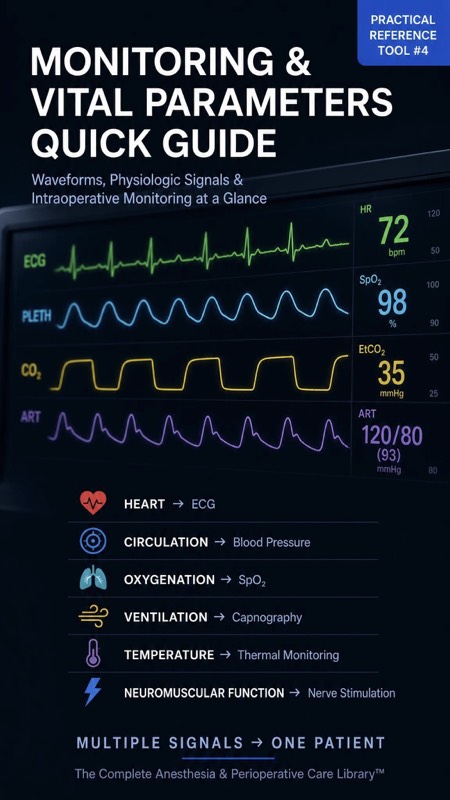 PRACTICAL
REFERENCE
TOOL #4
MONITORING &
VITAL PARAMETERS
QUICK GUIDE
Waveforms, Physiologic Signals &
Intraoperative Monitoring at a Glance
ECG
HR
72
bpm
120
50
PLETH
SpO₂
98
%
100
90
CO₂
EtCO₂
35
mmHg
50
25
ART
ART
120/80
(93)
mmHg
80
HEART → ECG
CIRCULATION → Blood Pressure
OXYGENATION → SpO₂
VENTILATION → Capnography
TEMPERATURE → Thermal Monitoring
NEUROMUSCULAR FUNCTION → Nerve Stimulation
MULTIPLE SIGNALS → ONE PATIENT
The Complete Anesthesia & Perioperative Care Library™